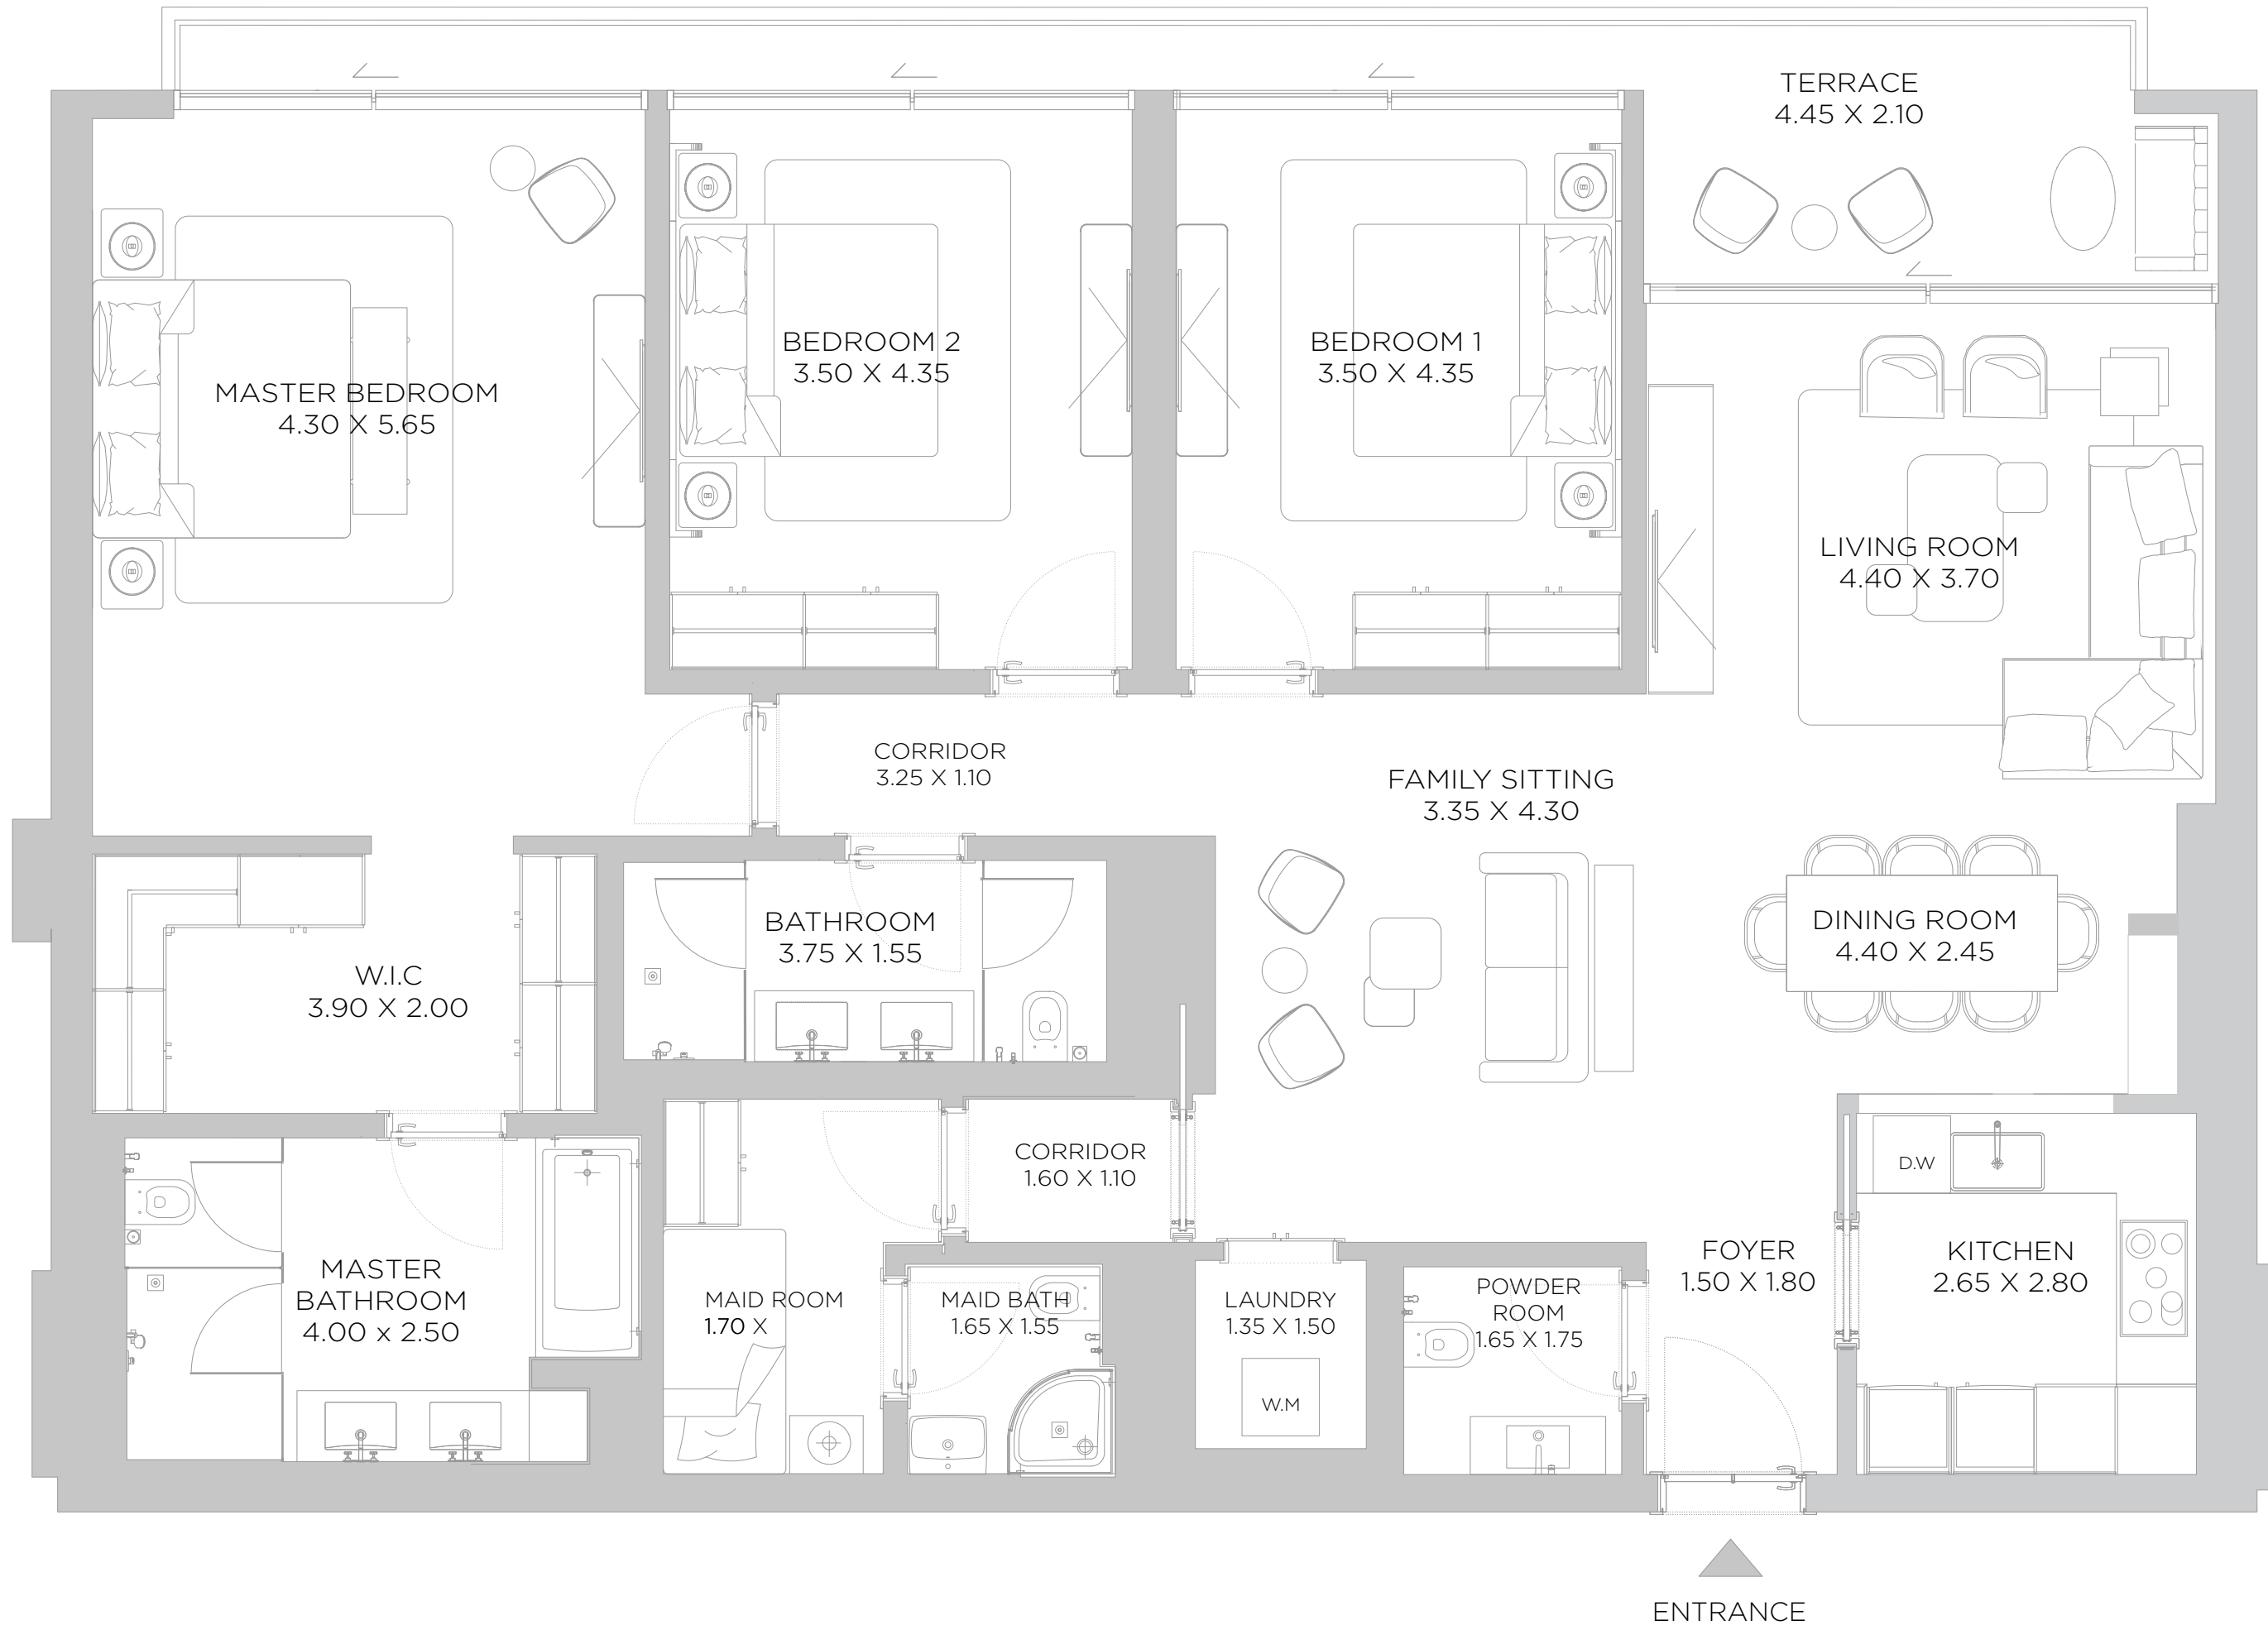 TERRACE
4.45 X 2.10
BEDROOM 2
3.50 X 4.35
BEDROOM 1
3.50 X 4.35
MASTER BEDROOM
4.30 X 5.65
LIVING ROOM
4.40 X 3.70
CORRIDOR
3.25 X 1.10
FAMILY SITTING
3.35 X 4.30
BATHROOM
3.75 X 1.55
DINING ROOM
4.40 X 2.45
W.I.C
3.90 X 2.00
CORRIDOR
1.60 X 1.10
D.W
FOYER
1.50 X 1.80
KITCHEN
2.65 X 2.80
MASTER
BATHROOM
4.00 x 2.50
MAID ROOM
1.70 X
MAID BATH
1.65 X 1.55
LAUNDRY
1.35 X 1.50
POWDER
ROOM
1.65 X 1.75
W.M
ENTRANCE